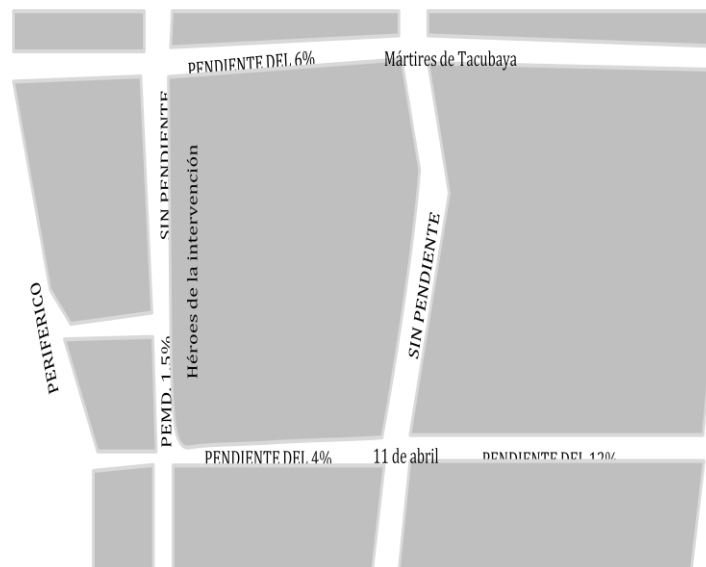 PENDIENTE DEL 6%
Mártires de Tacubaya
SIN PENDIENTE
Héroes de la intervención
SIN PENDIENTE
PERIFERICO
PEMD. 1.5%
PENDIENTE DEL 4%
11 de abril
PENDIENTE DEL 12%